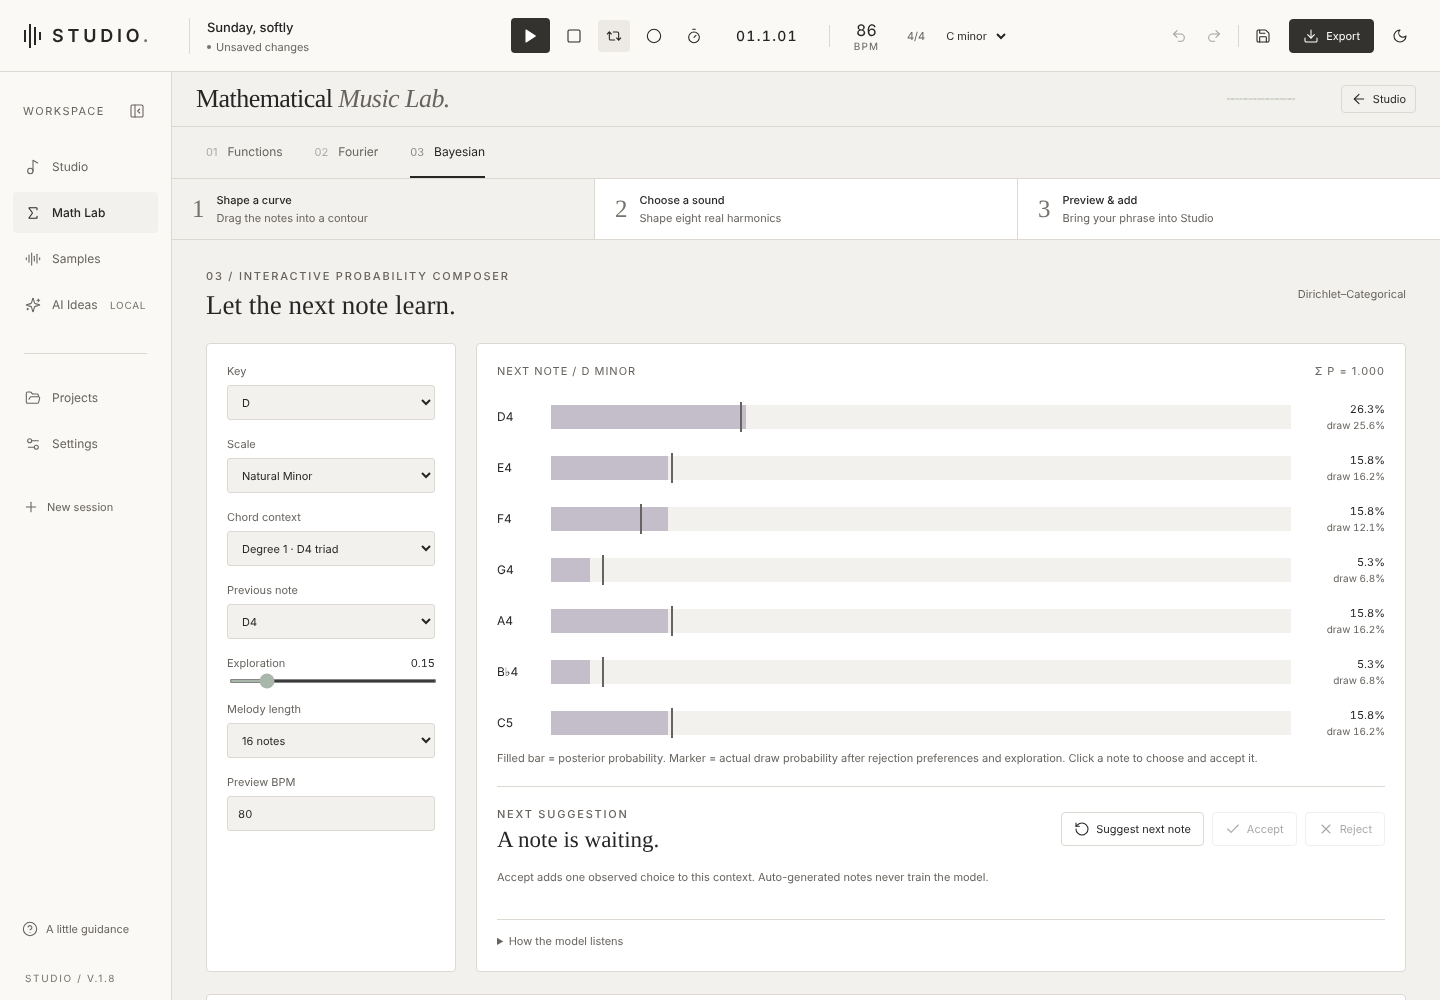 STUDIO.
Sunday, softly
Unsaved changes
01.1.01
86
BPM
4/4
C minor
Export
WORKSPACE
Studio
Math Lab
Samples
AI Ideas LOCAL
Projects
Settings
New session
A little guidance
STUDIO / V.1.8
Mathematical Music Lab.
Studio
01 Functions
02 Fourier
03 Bayesian
1 Shape a curve
Drag the notes into a contour
2 Choose a sound
Shape eight real harmonics
3 Preview & add
Bring your phrase into Studio
03 / INTERACTIVE PROBABILITY COMPOSER
Let the next note learn.
Dirichlet–Categorical
Key
D
Scale
Natural Minor
Chord context
Degree 1 · D4 triad
Previous note
D4
Exploration 0.15
Melody length
16 notes
Preview BPM
80
NEXT NOTE / D MINOR
Σ P = 1.000
D4 26.3%
draw 25.6%
E4 15.8%
draw 16.2%
F4 15.8%
draw 12.1%
G4 5.3%
draw 6.8%
A4 15.8%
draw 16.2%
B♭4 5.3%
draw 6.8%
C5 15.8%
draw 16.2%
Filled bar = posterior probability. Marker = actual draw probability after rejection preferences and exploration. Click a note to choose and accept it.
NEXT SUGGESTION
A note is waiting.
Suggest next note
Accept
Reject
Accept adds one observed choice to this context. Auto-generated notes never train the model.
How the model listens